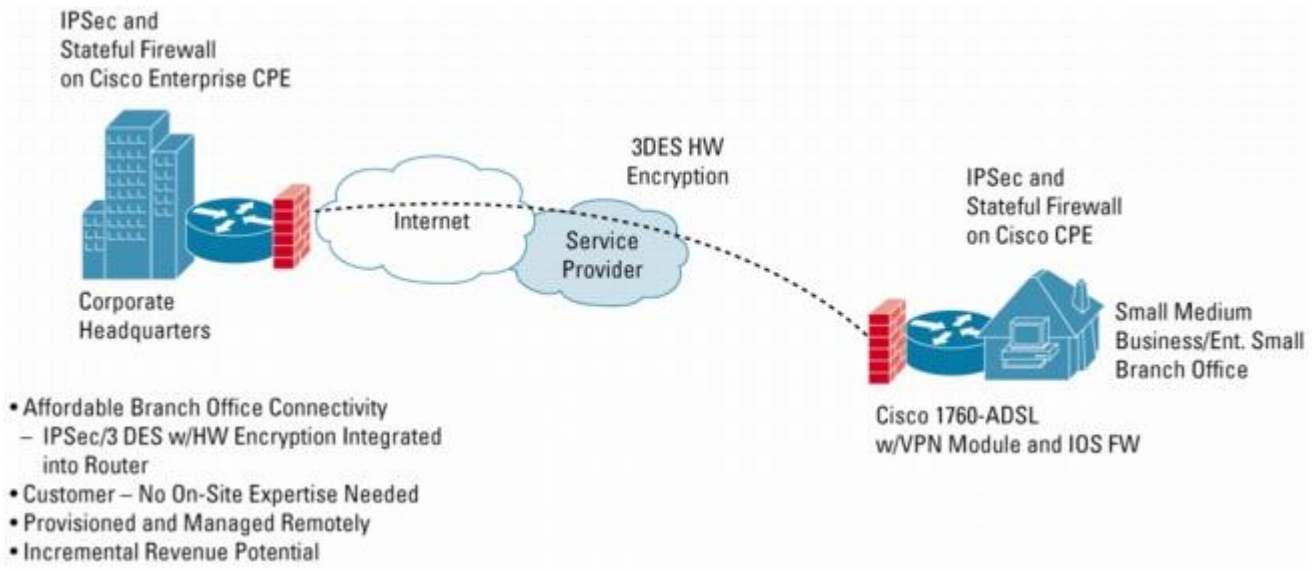 IPSec and
Stateful Firewall
on Cisco Enterprise CPE
3DES HW
Encryption
Internet
Service
Provider
IPSec and
Stateful Firewall
on Cisco CPE
Corporate
Headquarters
Small Medium
Business/Ent. Small
Branch Office
Cisco 1760-ADSL
w/VPN Module and IOS FW
• Affordable Branch Office Connectivity
– IPSec/3 DES w/HW Encryption Integrated
into Router
• Customer – No On-Site Expertise Needed
• Provisioned and Managed Remotely
• Incremental Revenue Potential